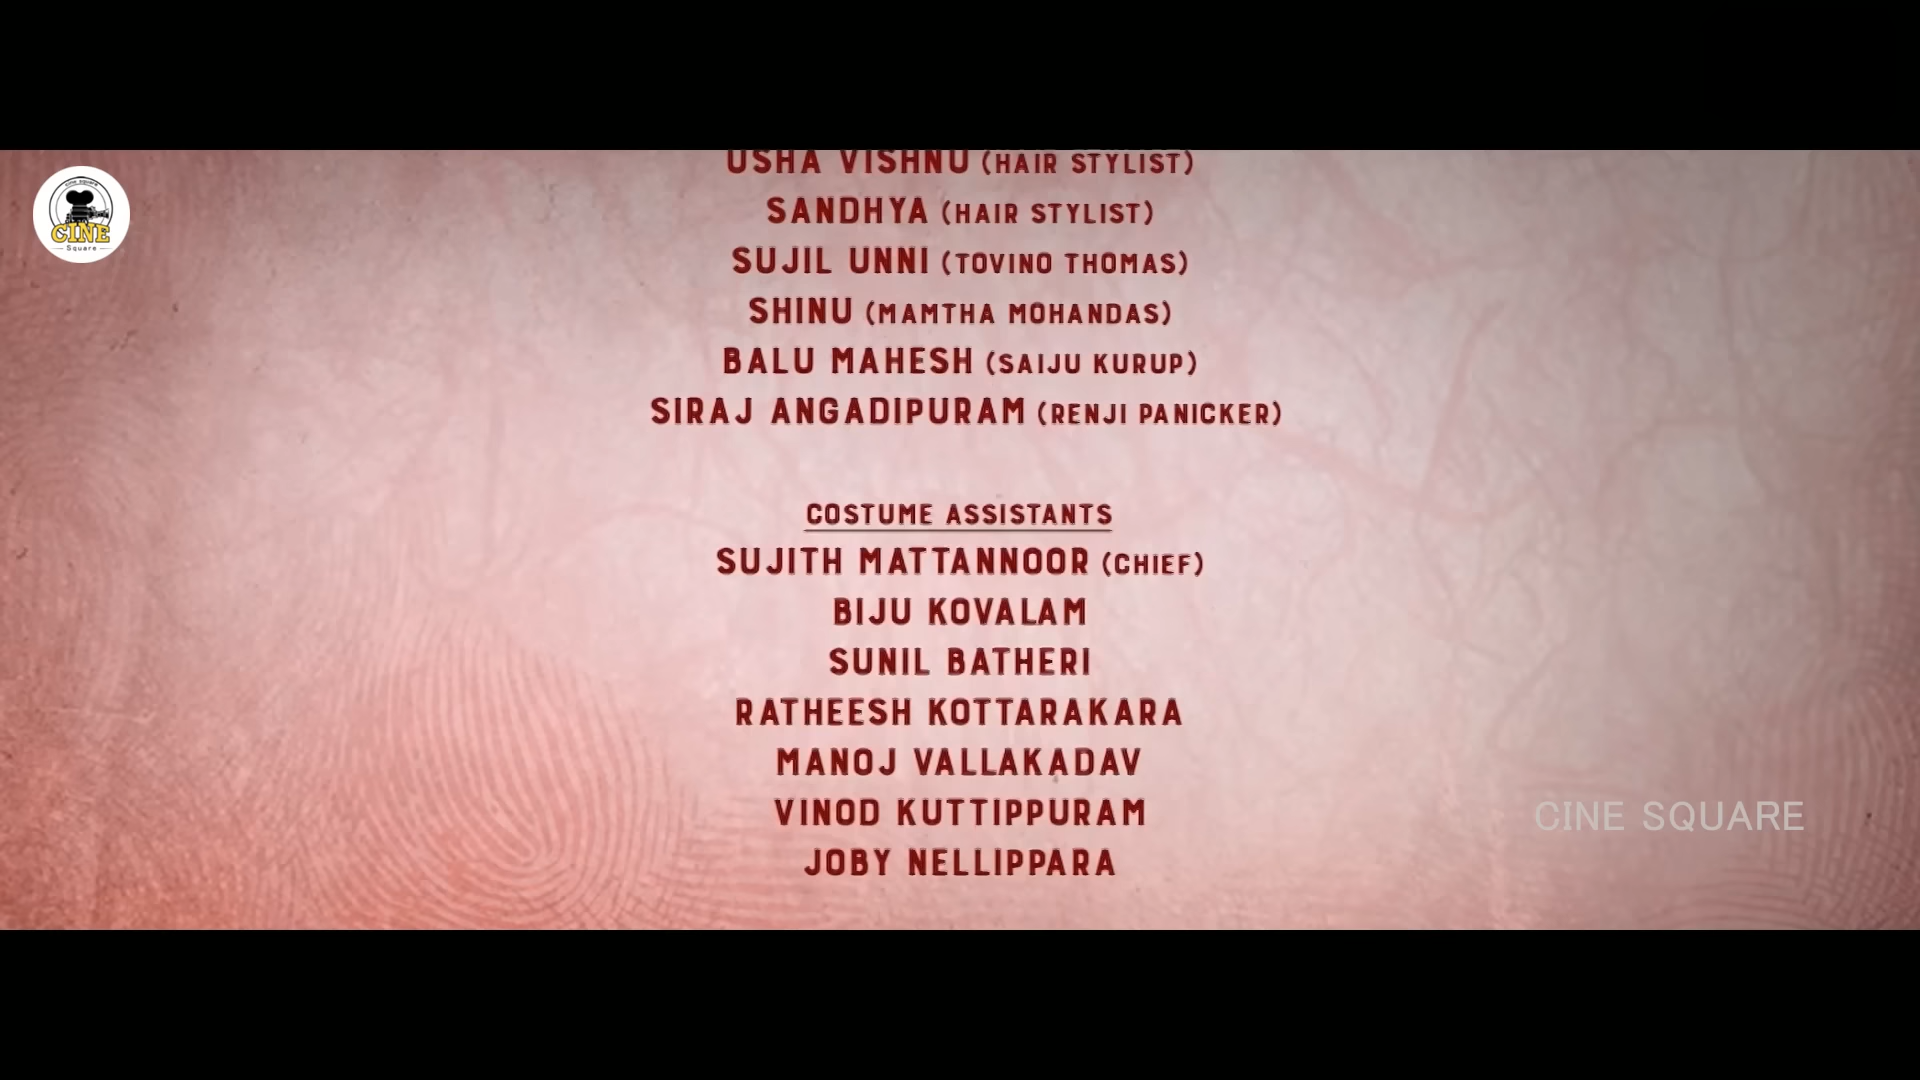 USHA VISHNU (HAIR STYLIST)
SANDHYA (HAIR STYLIST)
SUJIL UNNI (TOVINO THOMAS)
SHINU (MAMTHA MOHANDAS)
BALU MAHESH (SAIJU KURUP)
SIRAJ ANGADIPURAM (RENJI PANICKER)
COSTUME ASSISTANTS
SUJITH MATTANNOOR (CHIEF)
BIJU KOVALAM
SUNIL BATHERI
RATHEESH KOTTARAKARA
MANOJ VALLAKADAV
VINOD KUTTIPPURAM
JOBY NELLIPPARA
cine square
CINE
Square
CINE SQUARE